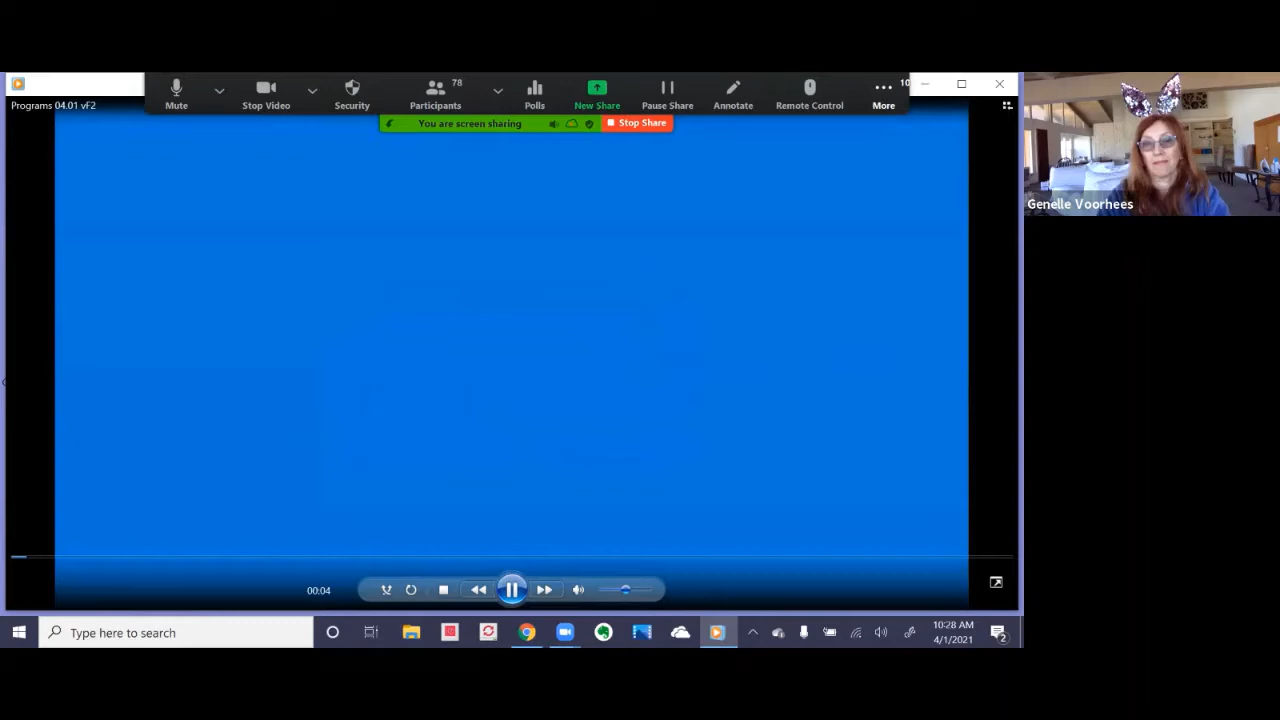 78
10
Mute
Stop Video
Security
Participants
Polls
New Share
Pause Share
Annotate
Remote Control
More
Programs 04.01 vF2
You are screen sharing
Stop Share
Genelle Voorhees
00:04
Type here to search
10:28 AM
4/1/2021
2